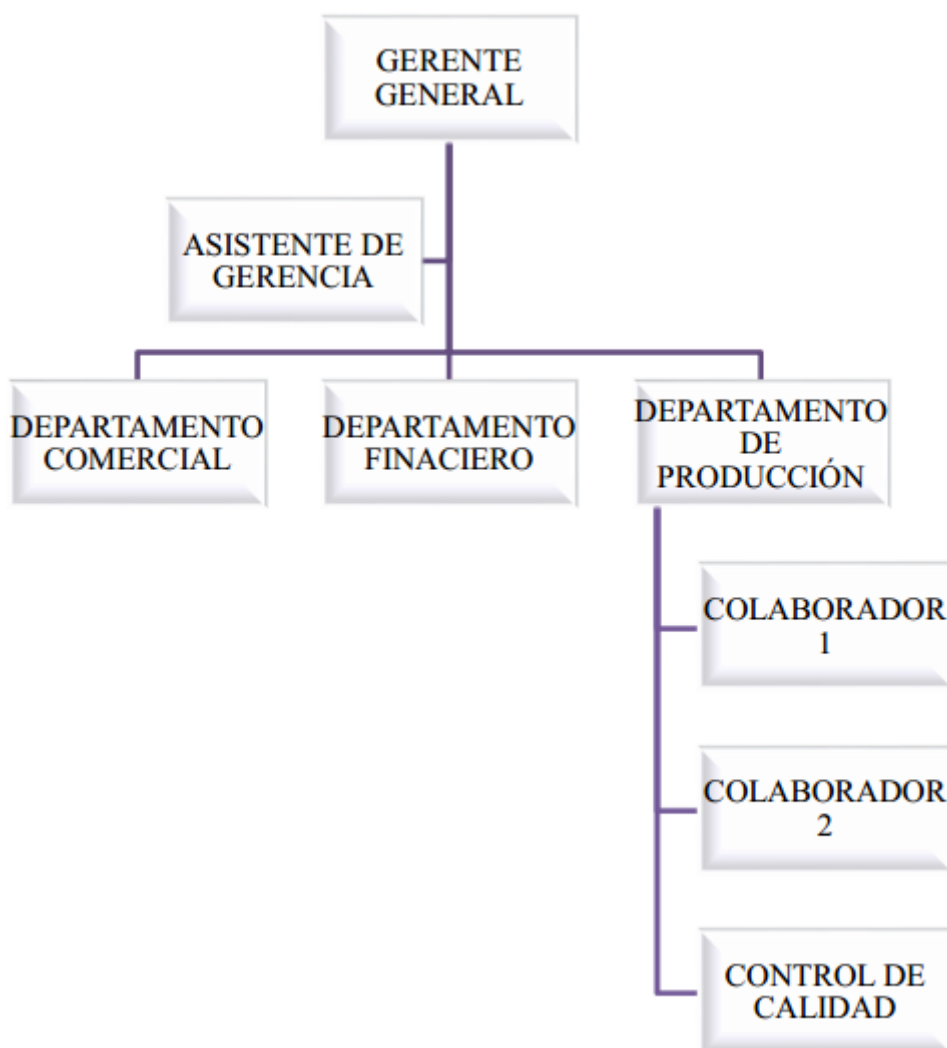 GERENTE
GENERAL
ASISTENTE DE
GERENCIA
DEPARTAMENTO
COMERCIAL
DEPARTAMENTO
FINACIERO
DEPARTAMENTO
DE
PRODUCCIÓN
COLABORADOR
1
COLABORADOR
2
CONTROL DE
CALIDAD